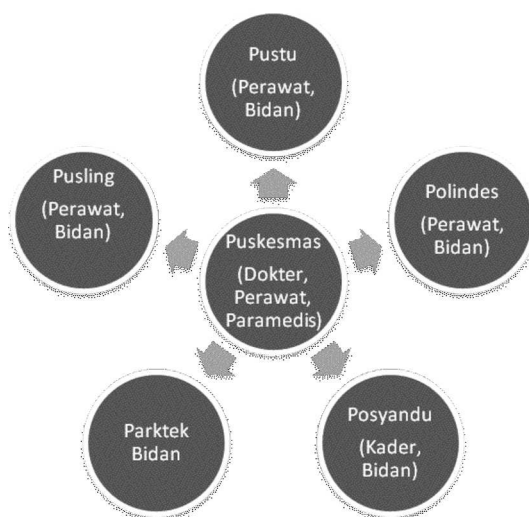 Pustu
(Perawat,
Bidan)
Pusling
(Perawat,
Bidan)
Polindes
(Perawat,
Bidan)
Puskesmas
(Dokter,
Perawat,
Paramedis)
Parktek
Bidan
Posyandu
(Kader,
Bidan)